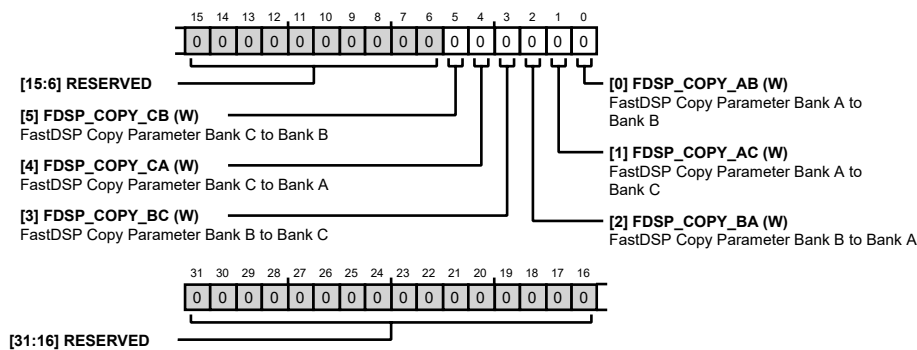 15 14 13 12 11 10 9 8 7 6 5 4 3 2 1 0
0 0 0 0 0 0 0 0 0 0 0 0 0 0 0 0
[15:6] RESERVED
[5] FDSP_COPY_CB (W)
FastDSP Copy Parameter Bank C to Bank B
[4] FDSP_COPY_CA (W)
FastDSP Copy Parameter Bank C to Bank A
[3] FDSP_COPY_BC (W)
FastDSP Copy Parameter Bank B to Bank C
[0] FDSP_COPY_AB (W)
FastDSP Copy Parameter Bank A to
Bank B
[1] FDSP_COPY_AC (W)
FastDSP Copy Parameter Bank A to
Bank C
[2] FDSP_COPY_BA (W)
FastDSP Copy Parameter Bank B to Bank A
31 30 29 28 27 26 25 24 23 22 21 20 19 18 17 16
0 0 0 0 0 0 0 0 0 0 0 0 0 0 0 0
[31:16] RESERVED